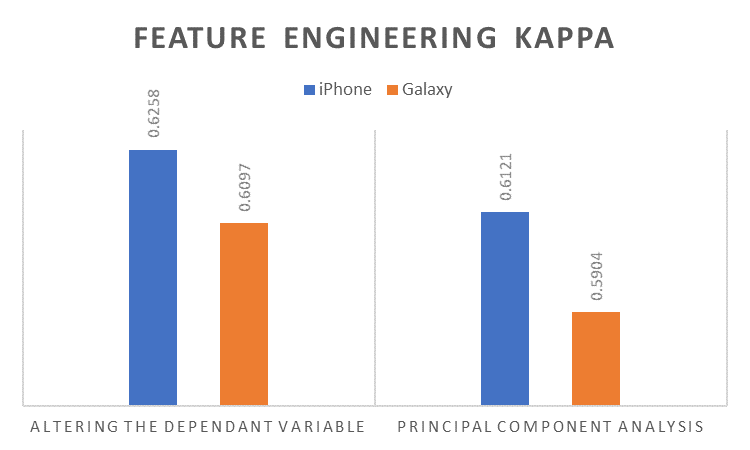 FEATURE ENGINEERING KAPPA
iPhone Galaxy
0.6258
0.6097
0.6121
0.5904
ALTERING THE DEPENDANT VARIABLE
PRINCIPAL COMPONENT ANALYSIS